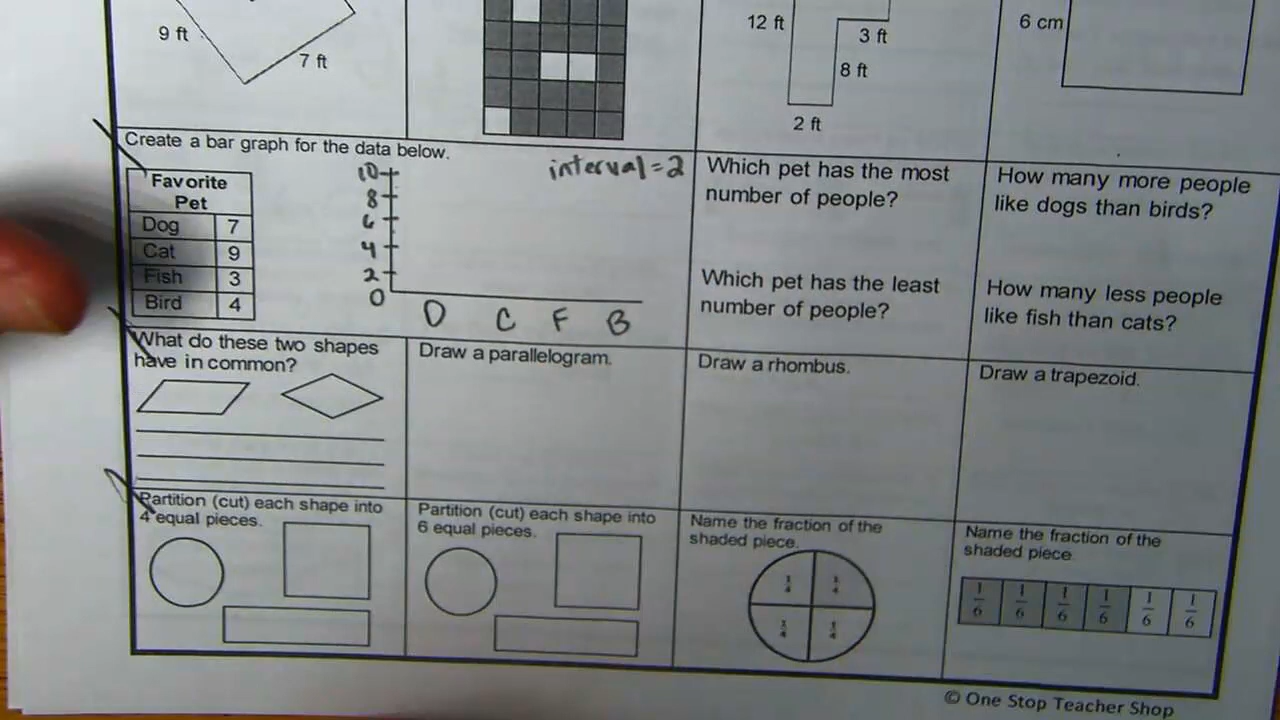 9 ft
7 ft
12 ft
3 ft
8 ft
2 ft
6 cm
Create a bar graph for the data below.
Favorite
Pet
Dog 7
Cat 9
Fish 3
Bird 4
interval=2
10
8
6
4
2
0
D C F B
Which pet has the most
number of people?
Which pet has the least
number of people?
How many more people
like dogs than birds?
How many less people
like fish than cats?
What do these two shapes
have in common?
Draw a parallelogram.
Draw a rhombus.
Draw a trapezoid.
Partition (cut) each shape into
4 equal pieces.
Partition (cut) each shape into
6 equal pieces.
Name the fraction of the
shaded piece.
1/4 1/4
1/4 1/4
Name the fraction of the
shaded piece
1/6 1/6 1/6 1/6 1/6 1/6
© One Stop Teacher Shop